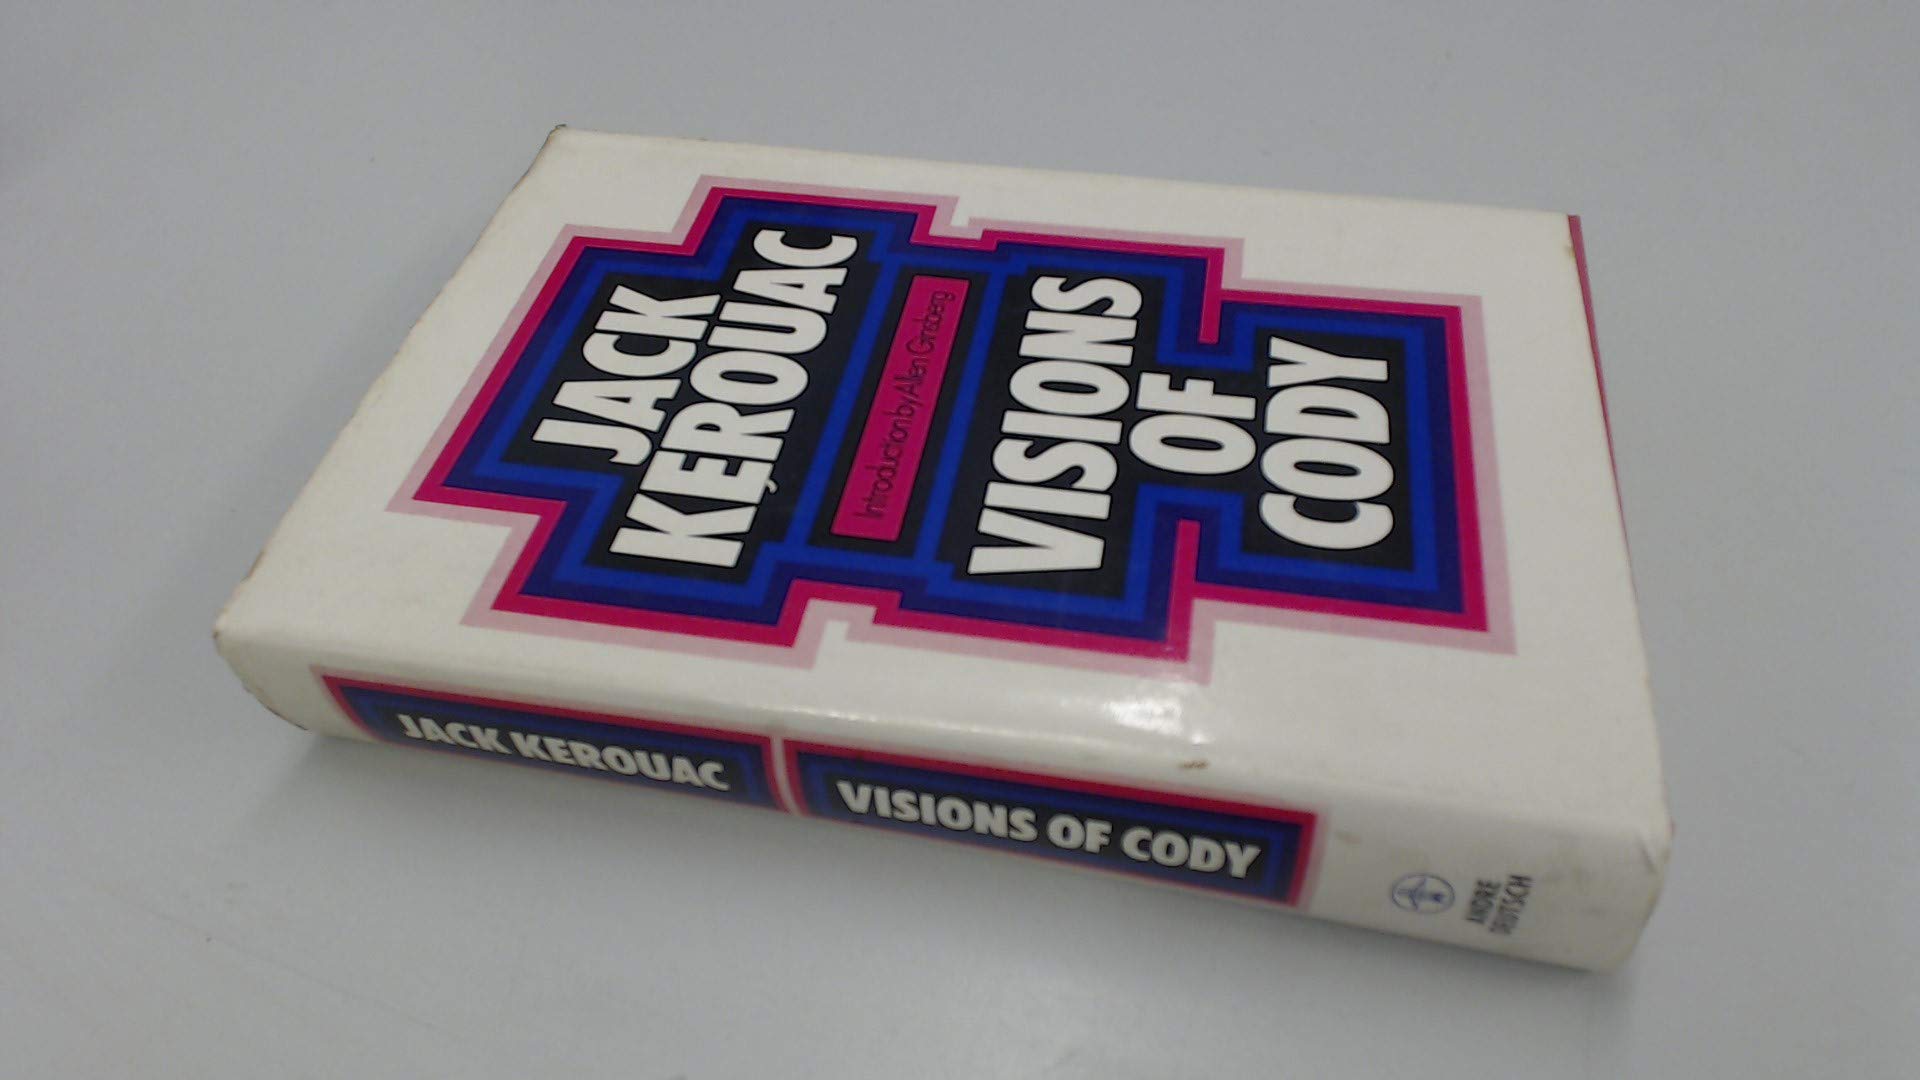 JACK
KEROUAC
Introduction by Allen Ginsberg
VISIONS
OF
CODY
JACK KEROUAC
VISIONS OF CODY
ANDRE
DEUTSCH